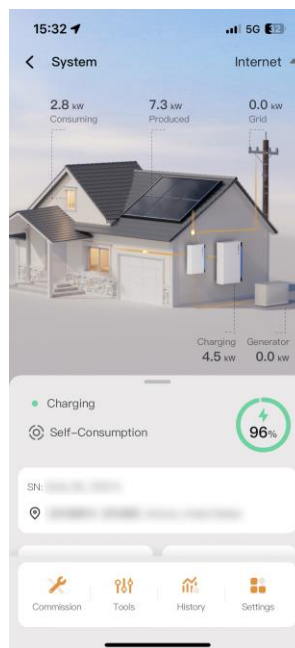 15:32 5G 32
System Internet
2.8 kW 7.3 kW 0.0 kW
Consuming Produced Grid
Charging Generator
4.5 kW 0.0 kW
Charging
Self-Consumption
96%
SN:
Commission Tools History Settings